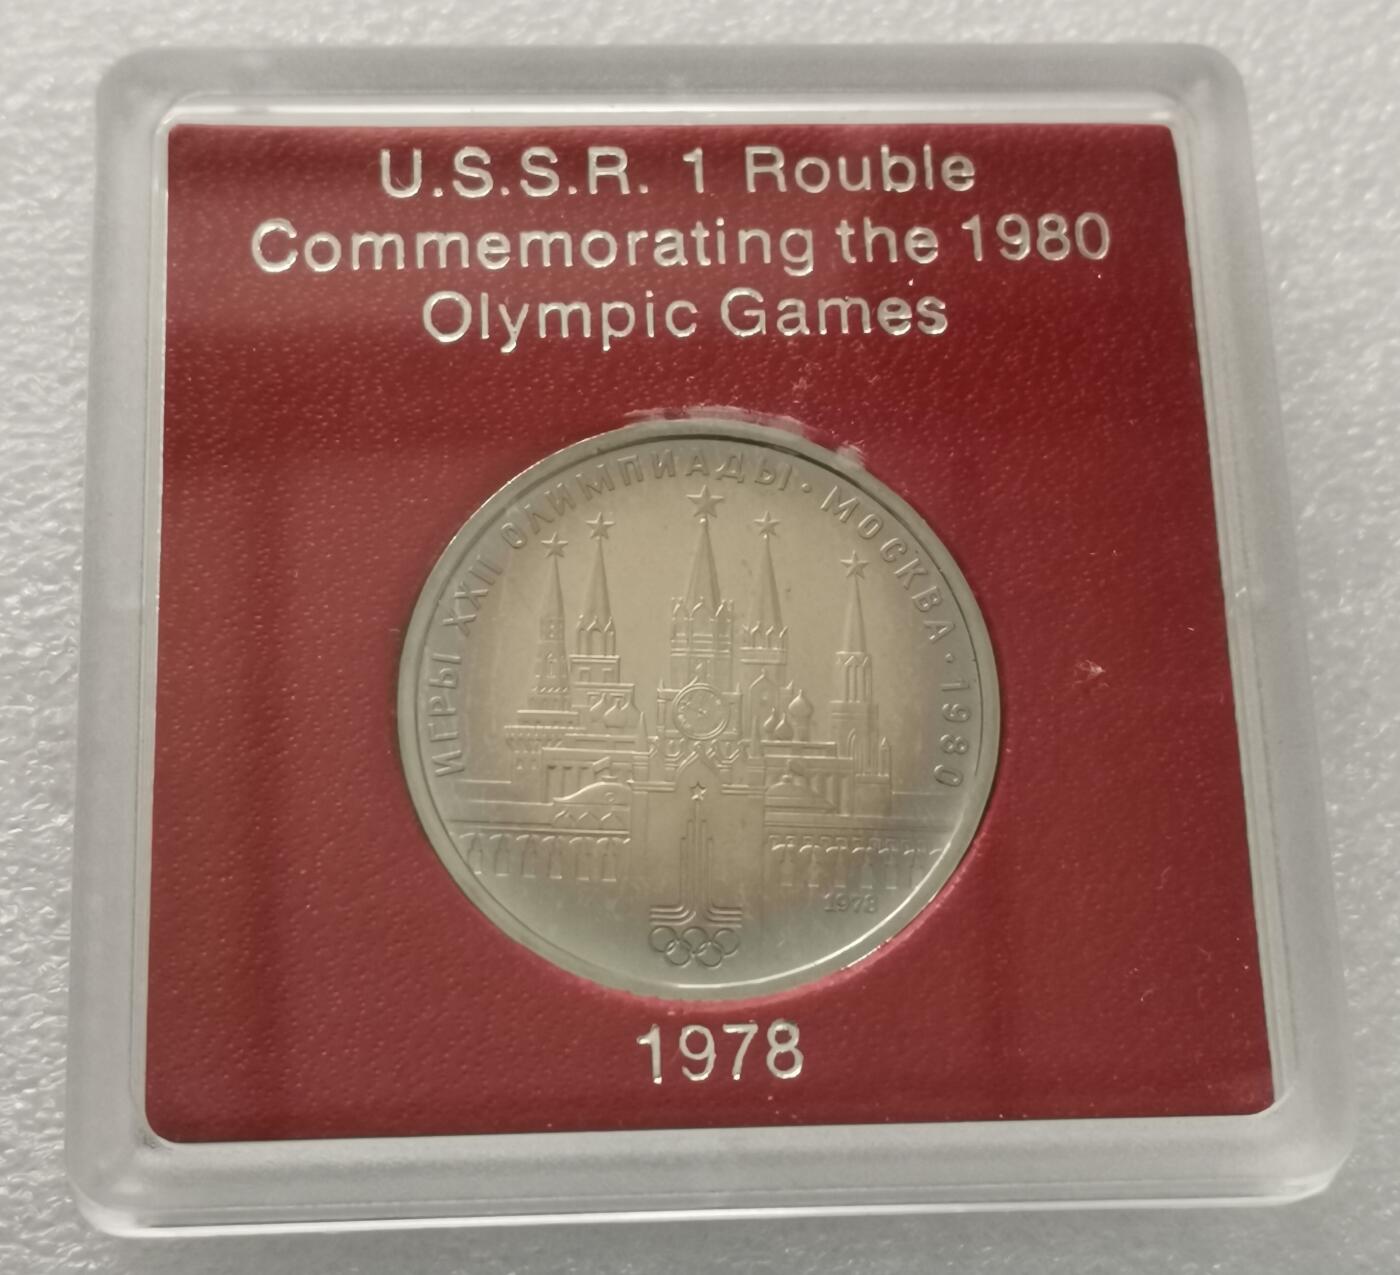 U.S.S.R. 1 Rouble
Commemorating the 1980
Olympic Games
ИГРЫ XXII ОЛИМПИАДЫ · МОСКВА · 1980
1978
1978